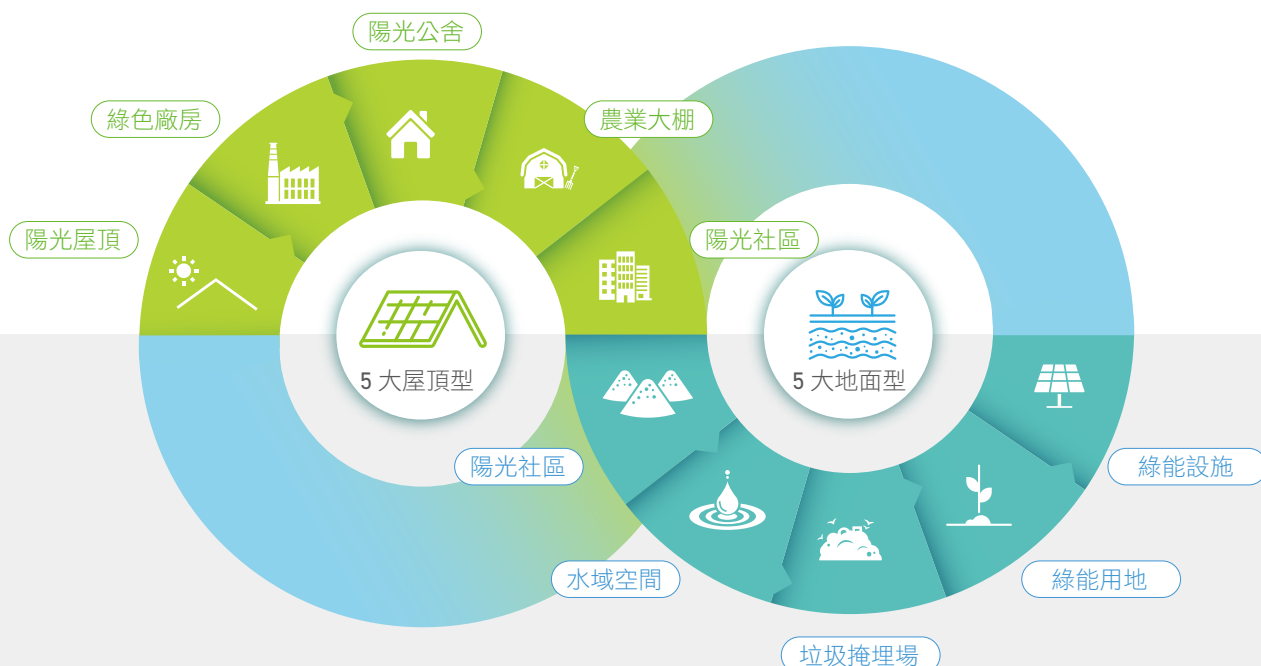 陽光公舍
綠色廠房
農業大棚
陽光屋頂
陽光社區
5 大屋頂型
5 大地面型
陽光社區
綠能設施
水域空間
綠能用地
垃圾掩埋場